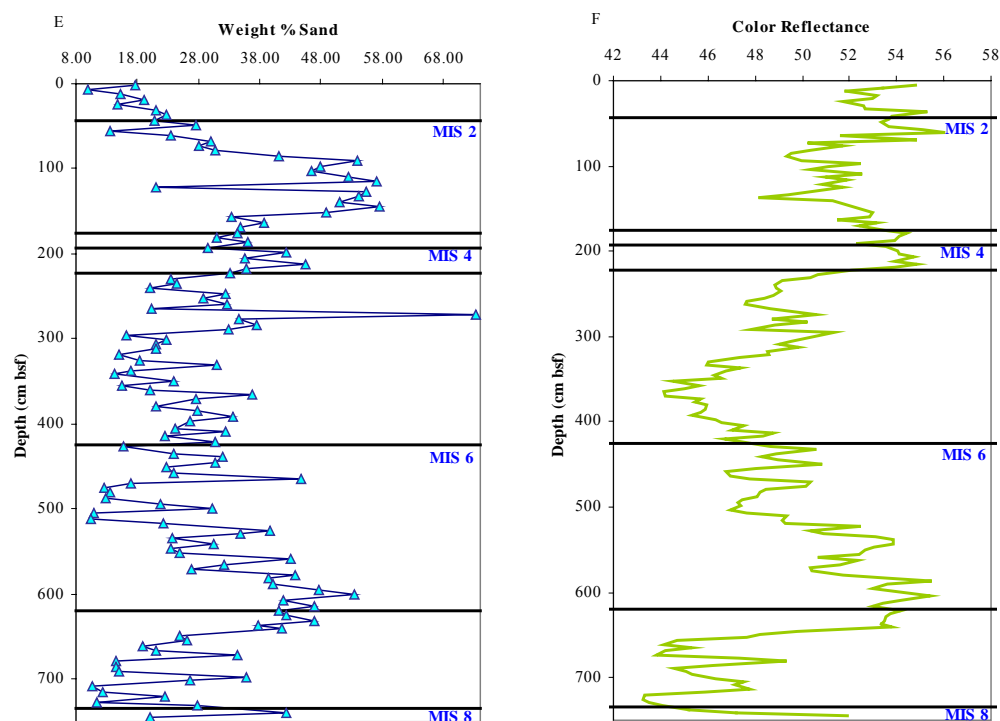 E
Weight % Sand
8.00 18.00 28.00 38.00 48.00 58.00 68.00
0
100
200
300
400
500
600
700
Depth (cm bsf)
MIS 2
MIS 4
MIS 6
MIS 8
F
Color Reflectance
42 44 46 48 50 52 54 56 58
0
100
200
300
400
500
600
700
Depth (cm bsf)
MIS 2
MIS 4
MIS 6
MIS 8